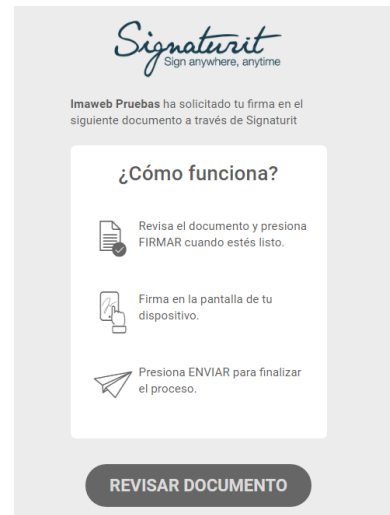 Signaturit
Sign anywhere, anytime
Imaweb Pruebas ha solicitado tu firma en el
siguiente documento a través de Signaturit
¿Cómo funciona?
Revisa el documento y presiona
FIRMAR cuando estés listo.
Firma en la pantalla de tu
dispositivo.
Presiona ENVIAR para finalizar
el proceso.
REVISAR DOCUMENTO